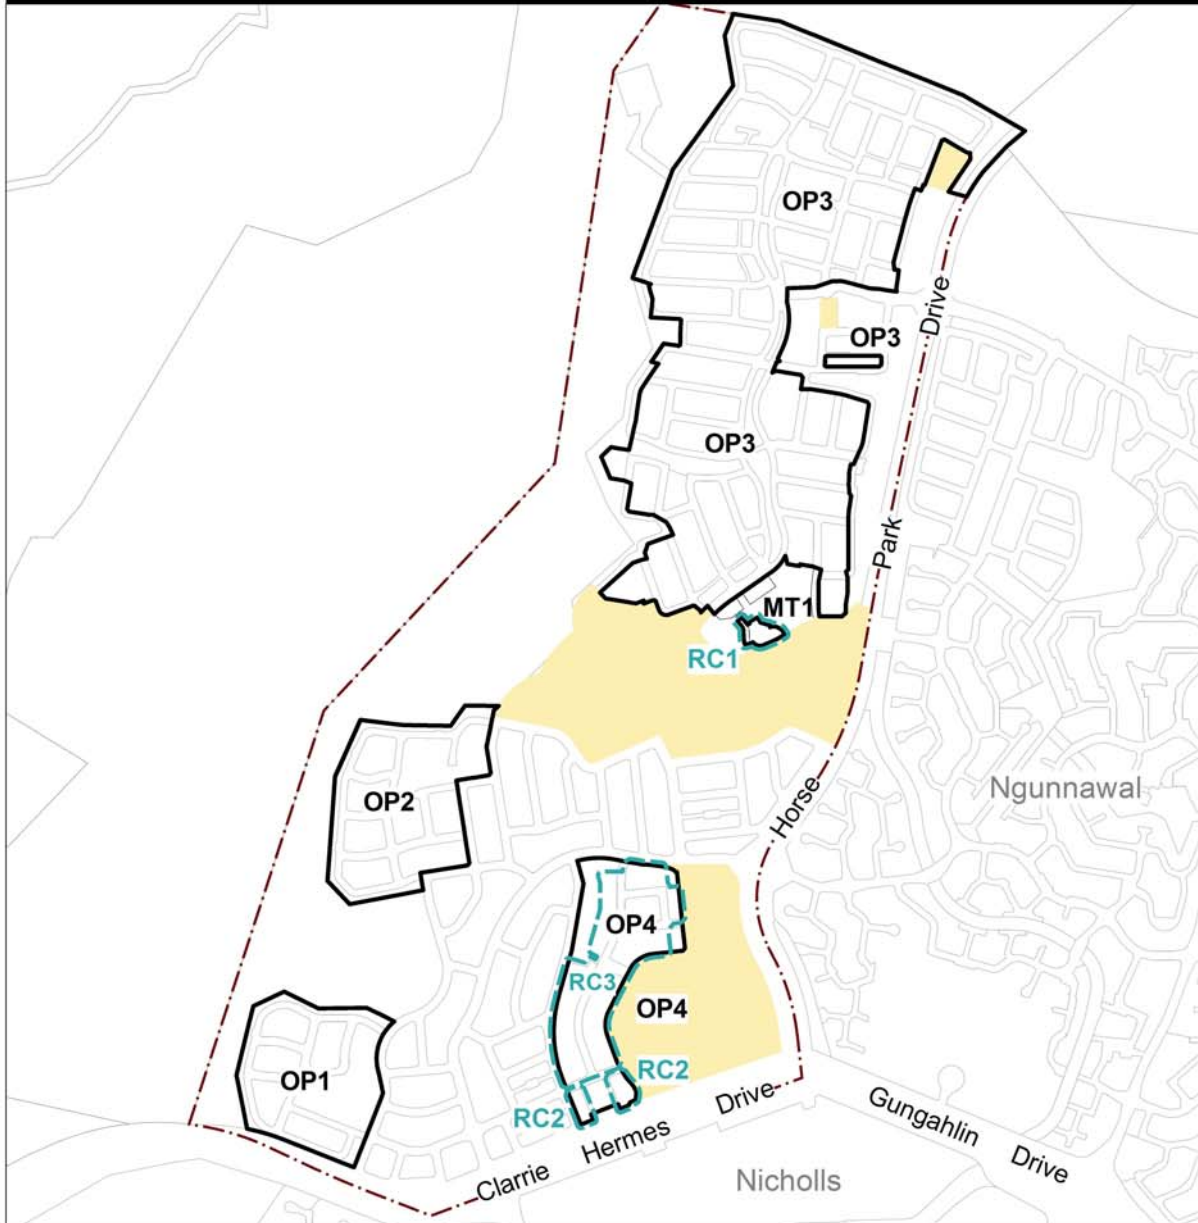 OP3
Drive
OP3
OP3
Park
MT1
RC1
Ngunnawal
Horse
OP2
OP4
RC3
OP4
RC2
OP1
RC2
Clarrie Hermes Drive
Gungahlin Drive
Nicholls